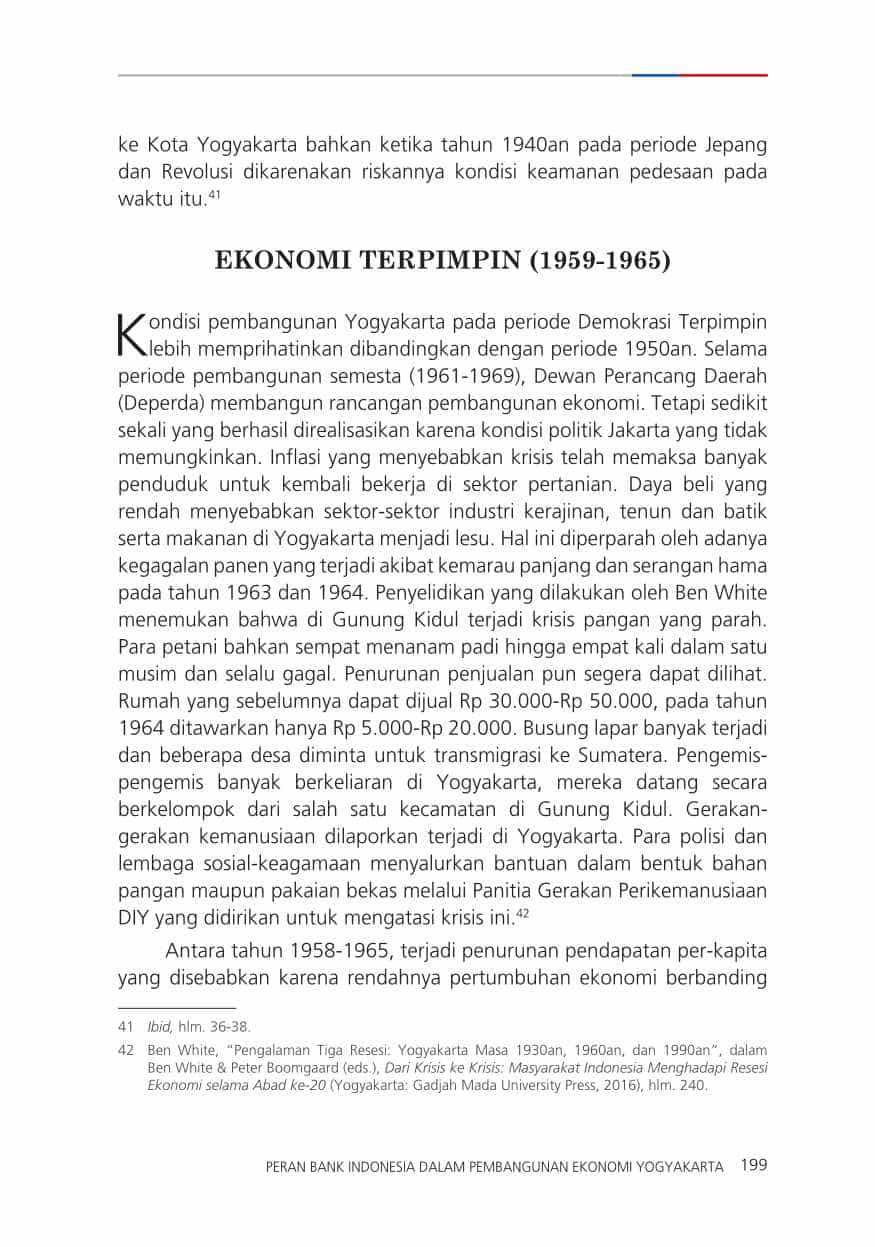 ke Kota Yogyakarta bahkan ketika tahun 1940an pada periode Jepang
dan Revolusi dikarenakan riskannya kondisi keamanan pedesaan pada
waktu itu.41
EKONOMI TERPIMPIN (1959-1965)
Kondisi pembangunan Yogyakarta pada periode Demokrasi Terpimpin
lebih memprihatinkan dibandingkan dengan periode 1950an. Selama
periode pembangunan semesta (1961-1969), Dewan Perancang Daerah
(Deperda) membangun rancangan pembangunan ekonomi. Tetapi sedikit
sekali yang berhasil direalisasikan karena kondisi politik Jakarta yang tidak
memungkinkan. Inflasi yang menyebabkan krisis telah memaksa banyak
penduduk untuk kembali bekerja di sektor pertanian. Daya beli yang
rendah menyebabkan sektor-sektor industri kerajinan, tenun dan batik
serta makanan di Yogyakarta menjadi lesu. Hal ini diperparah oleh adanya
kegagalan panen yang terjadi akibat kemarau panjang dan serangan hama
pada tahun 1963 dan 1964. Penyelidikan yang dilakukan oleh Ben White
menemukan bahwa di Gunung Kidul terjadi krisis pangan yang parah.
Para petani bahkan sempat menanam padi hingga empat kali dalam satu
musim dan selalu gagal. Penurunan penjualan pun segera dapat dilihat.
Rumah yang sebelumnya dapat dijual Rp 30.000-Rp 50.000, pada tahun
1964 ditawarkan hanya Rp 5.000-Rp 20.000. Busung lapar banyak terjadi
dan beberapa desa diminta untuk transmigrasi ke Sumatera. Pengemis-
pengemis banyak berkeliaran di Yogyakarta, mereka datang secara
berkelompok dari salah satu kecamatan di Gunung Kidul. Gerakan-
gerakan kemanusiaan dilaporkan terjadi di Yogyakarta. Para polisi dan
lembaga sosial-keagamaan menyalurkan bantuan dalam bentuk bahan
pangan maupun pakaian bekas melalui Panitia Gerakan Perikemanusiaan
DIY yang didirikan untuk mengatasi krisis ini.42
Antara tahun 1958-1965, terjadi penurunan pendapatan per-kapita
yang disebabkan karena rendahnya pertumbuhan ekonomi berbanding
41 Ibid, hlm. 36-38.
42 Ben White, “Pengalaman Tiga Resesi: Yogyakarta Masa 1930an, 1960an, dan 1990an”, dalam
Ben White & Peter Boomgaard (eds.), Dari Krisis ke Krisis: Masyarakat Indonesia Menghadapi Resesi
Ekonomi selama Abad ke-20 (Yogyakarta: Gadjah Mada University Press, 2016), hlm. 240.
PERAN BANK INDONESIA DALAM PEMBANGUNAN EKONOMI YOGYAKARTA 199